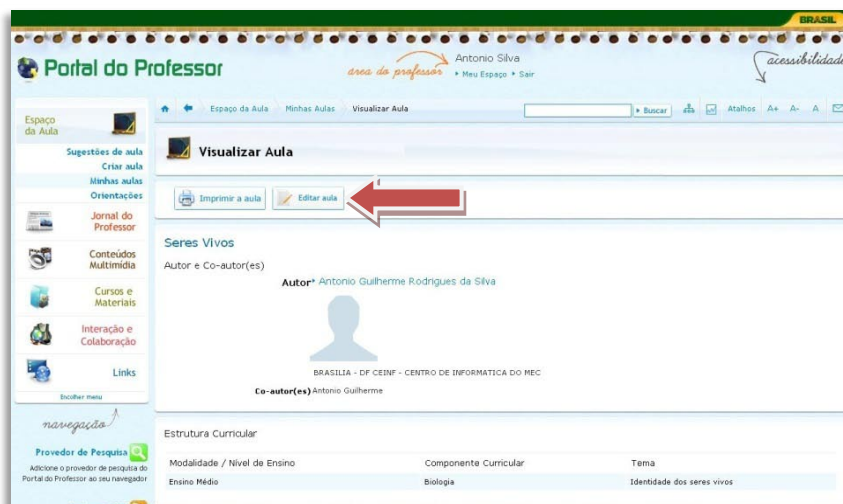 BRASIL
Portal do Professor
area do professor
Antonio Silva
Meu Espaço Sair
acessibilidade
Espaço da Aula Minhas Aulas Visualizar Aula
Buscar
Atalhos A+ A- A
Espaço
da Aula
Sugestões de aula
Criar aula
Minhas aulas
Orientações
Jornal do
Professor
Conteúdos
Multimídia
Cursos e
Materiais
Interação e
Colaboração
Links
Encolher menu
navegação
Provedor de Pesquisa
Adicione o provedor de pesquisa do
Portal do Professor ao seu navegador
Visualizar Aula
Imprimir a aula Editar aula
Seres Vivos
Autor e Co-autor(es)
Autor Antonio Guilherme Rodrigues da Silva
BRASILIA - DF CEINF - CENTRO DE INFORMATICA DO MEC
Co-autor(es) Antonio Guilherme
Estrutura Curricular
Modalidade / Nível de Ensino Componente Curricular Tema
Ensino Médio Biologia Identidade dos seres vivos